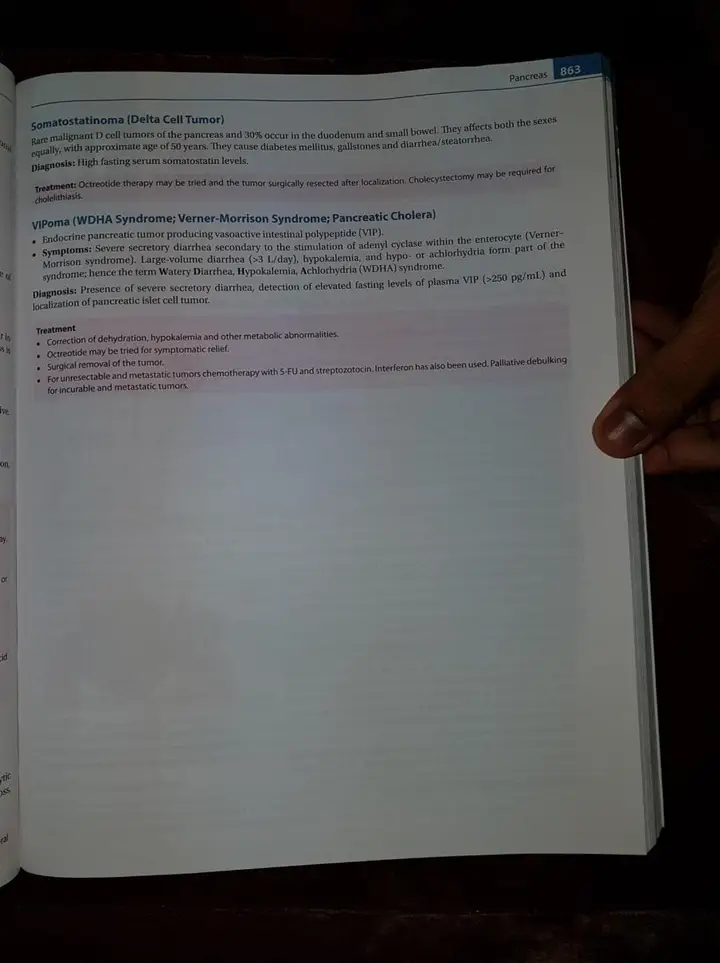 Pancreas 863
Somatostatinoma (Delta Cell Tumor)
Rare malignant D cell tumors of the pancreas and 30% occur in the duodenum and small bowel. They affects both the sexes
equally, with approximate age of 50 years. They cause diabetes mellitus, gallstones and diarrhea/steatorrhea.
Diagnosis: High fasting serum somatostatin levels.
Treatment: Octreotide therapy may be tried and the tumor surgically resected after localization. Cholecystectomy may be required for
cholelithiasis.
VIPoma (WDHA Syndrome; Verner-Morrison Syndrome; Pancreatic Cholera)
• Endocrine pancreatic tumor producing vasoactive intestinal polypeptide (VIP).
• Symptoms: Severe secretory diarrhea secondary to the stimulation of adenyl cyclase within the enterocyte (Verner-
Morrison syndrome). Large-volume diarrhea (>3 L/day), hypokalemia, and hypo- or achlorhydria form part of the
syndrome; hence the term Watery Diarrhea, Hypokalemia, Achlorhydria (WDHA) syndrome.
Diagnosis: Presence of severe secretory diarrhea, detection of elevated fasting levels of plasma VIP (>250 pg/mL) and
localization of pancreatic islet cell tumor.
Treatment
• Correction of dehydration, hypokalemia and other metabolic abnormalities.
• Octreotide may be tried for symptomatic relief.
• Surgical removal of the tumor.
• For unresectable and metastatic tumors chemotherapy with 5-FU and streptozotocin. Interferon has also been used. Palliative debulking
for incurable and metastatic tumors.